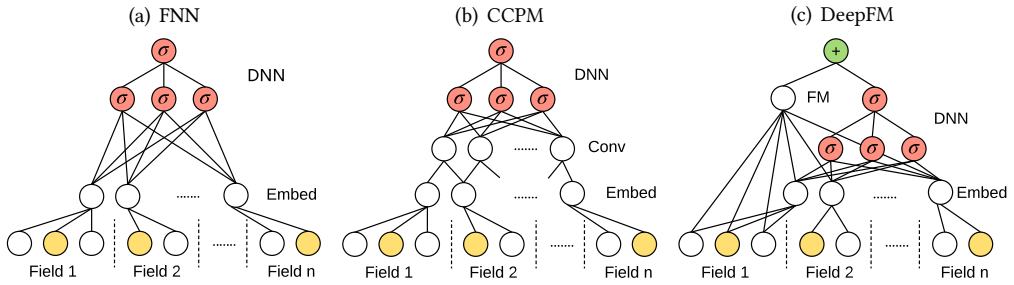 (a) FNN
(b) CCPM
(c) DeepFM
σ
DNN
σ σ σ
Embed
.......
.......
Field 1
Field 2
Field n
σ
DNN
σ σ σ
.......
Conv
.......
Embed
.......
Field 1
Field 2
Field n
+
FM
σ
DNN
σ σ σ
.......
Embed
.......
Field 1
Field 2
Field n